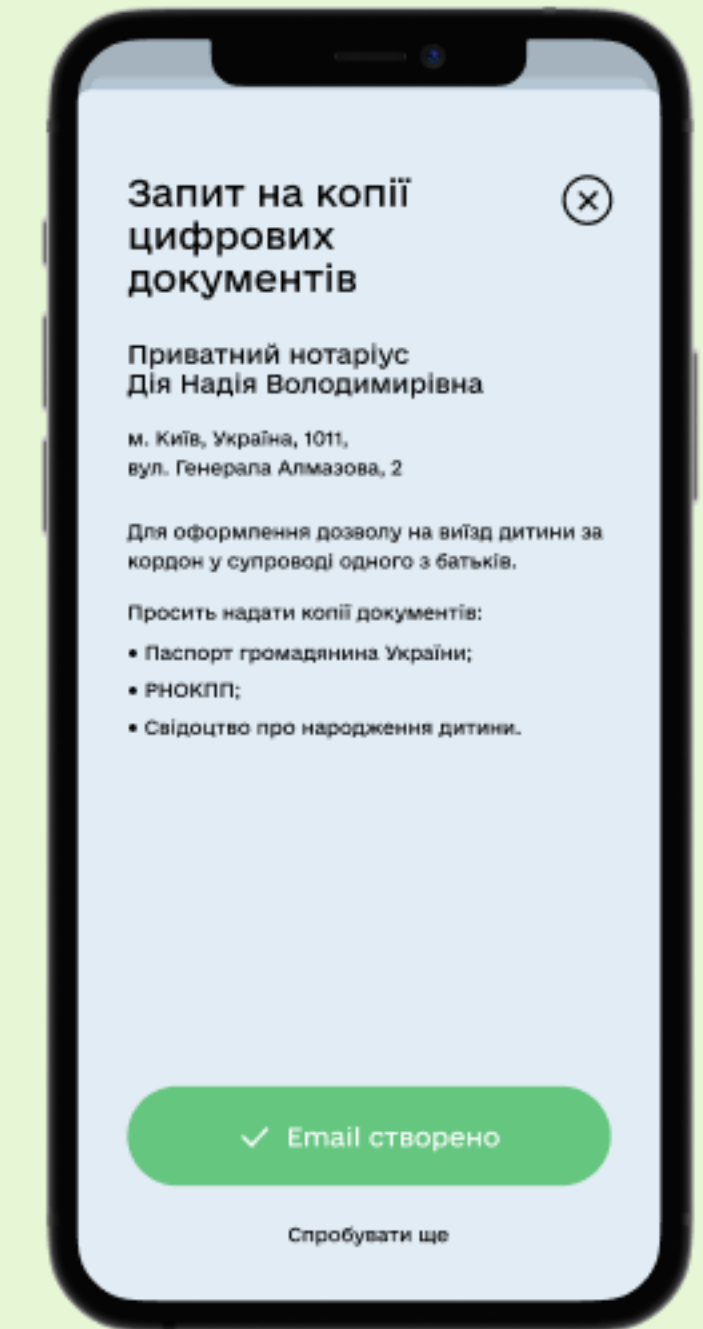 Запит на копії
цифрових
документів
Приватний нотаріус
Дія Надія Володимирівна
м. Київ, Україна, 1011,
вул. Генерала Алмазова, 2
Для оформлення дозволу на виїзд дитини за
кордон у супроводі одного з батьків.
Просить надати копії документів:
• Паспорт громадянина України;
• РНОКПП;
• Свідоцтво про народження дитини.
Email створено
Спробувати ще